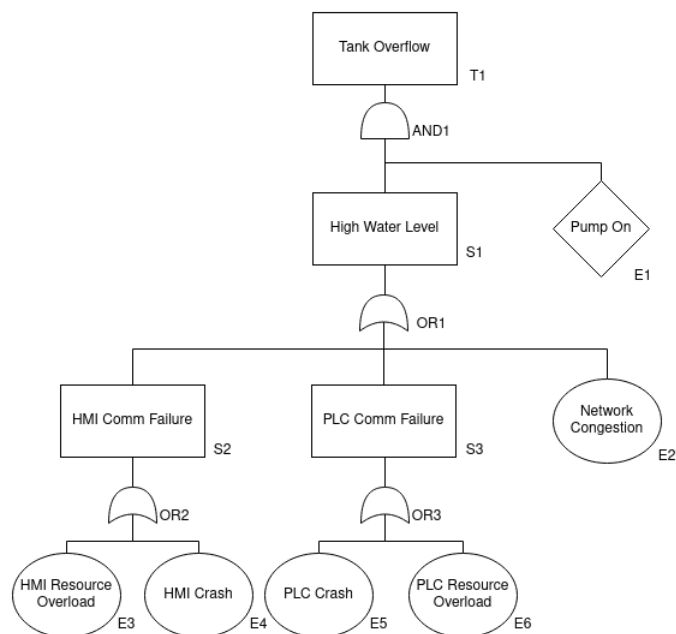 Tank Overflow
T1
AND1
High Water Level
S1
Pump On
E1
OR1
HMI Comm Failure
S2
PLC Comm Failure
S3
Network
Congestion
E2
OR2
OR3
HMI Resource
Overload
E3
HMI Crash
E4
PLC Crash
E5
PLC Resource
Overload
E6